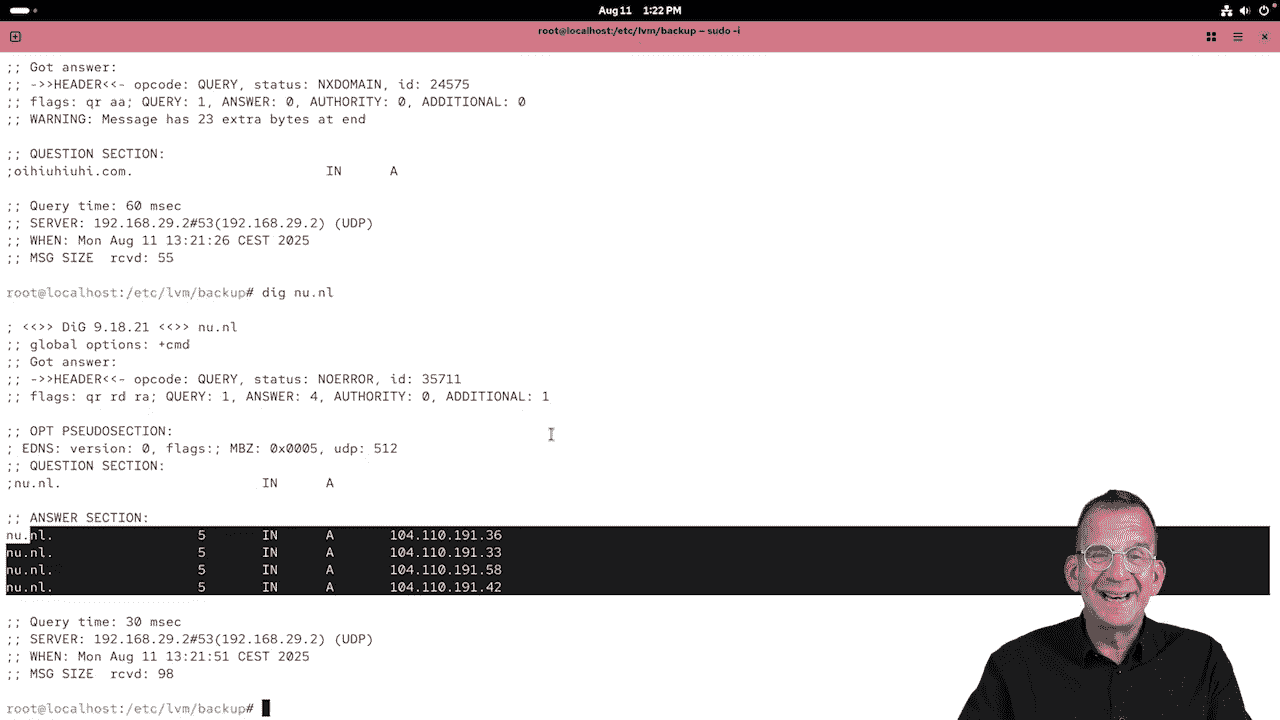 Aug 11 1:22 PM
root@localhost:/etc/lvm/backup – sudo -i
;; Got answer:
;; ->>HEADER<<- opcode: QUERY, status: NXDOMAIN, id: 24575
;; flags: qr aa; QUERY: 1, ANSWER: 0, AUTHORITY: 0, ADDITIONAL: 0
;; WARNING: Message has 23 extra bytes at end
;; QUESTION SECTION:
;oihiuhiuhi.com. IN A
;; Query time: 60 msec
;; SERVER: 192.168.29.2#53(192.168.29.2) (UDP)
;; WHEN: Mon Aug 11 13:21:26 CEST 2025
;; MSG SIZE rcvd: 55
root@localhost:/etc/lvm/backup# dig nu.nl
; <<>> DiG 9.18.21 <<>> nu.nl
;; global options: +cmd
;; Got answer:
;; ->>HEADER<<- opcode: QUERY, status: NOERROR, id: 35711
;; flags: qr rd ra; QUERY: 1, ANSWER: 4, AUTHORITY: 0, ADDITIONAL: 1
;; OPT PSEUDOSECTION:
; EDNS: version: 0, flags:; MBZ: 0x0005, udp: 512
;; QUESTION SECTION:
;nu.nl. IN A
;; ANSWER SECTION:
nu.nl. 5 IN A 104.110.191.36
nu.nl. 5 IN A 104.110.191.33
nu.nl. 5 IN A 104.110.191.58
nu.nl. 5 IN A 104.110.191.42
;; Query time: 30 msec
;; SERVER: 192.168.29.2#53(192.168.29.2) (UDP)
;; WHEN: Mon Aug 11 13:21:51 CEST 2025
;; MSG SIZE rcvd: 98
root@localhost:/etc/lvm/backup#